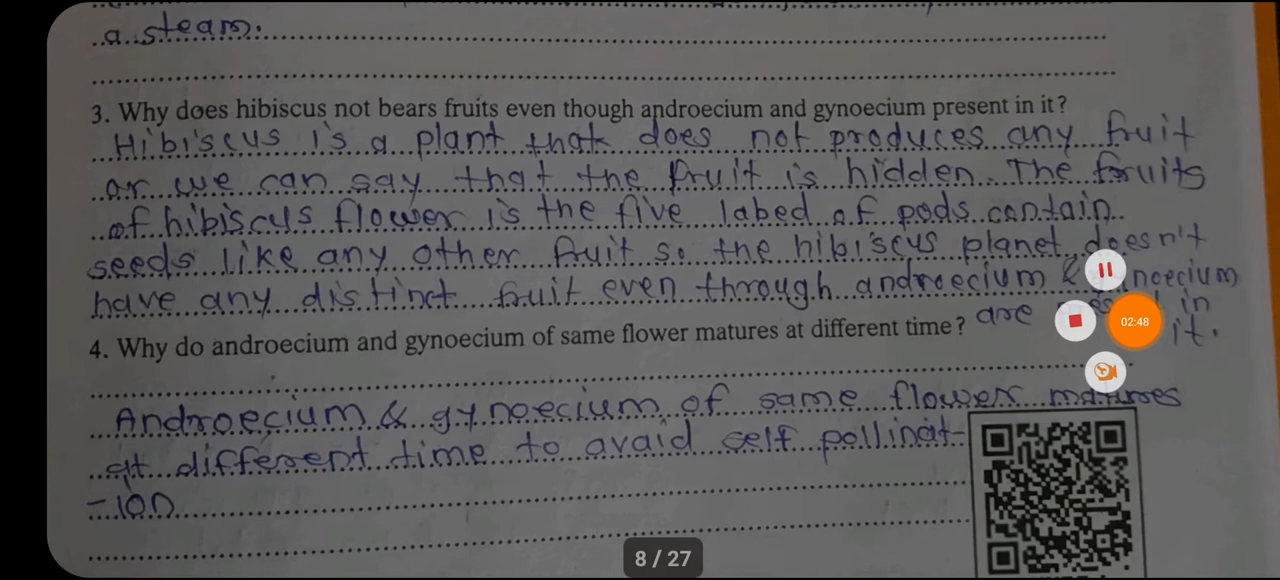 a steam.
3. Why does hibiscus not bears fruits even though androecium and gynoecium present in it?
Hibiscus is a plant that does not produces any fruit
or we can say that the fruit is hidden. The fruits
of hibiscus flower is the five labed of pods contain
seeds like any other fruit so the hibiscus planet doesn't
have any distinct fruit even through androecium & noecium
are in
it.
4. Why do androecium and gynoecium of same flower matures at different time?
Androecium & gynoecium of same flower matures
at different time to avaid self pollinat-
-ion
02:48
8 / 27